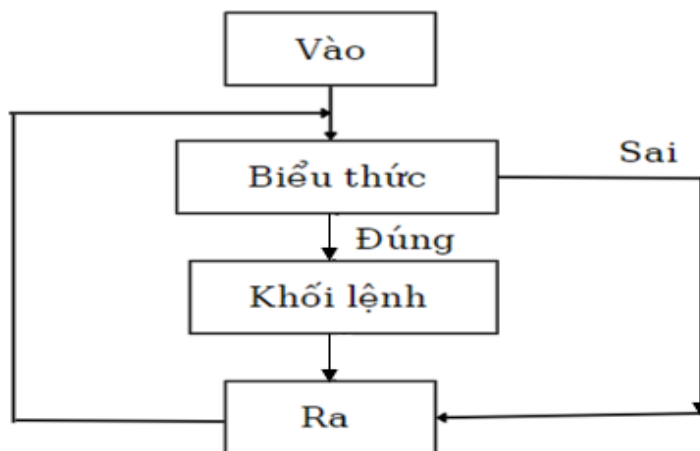 Vào
Biểu thức
Sai
Đúng
Khối lệnh
Ra